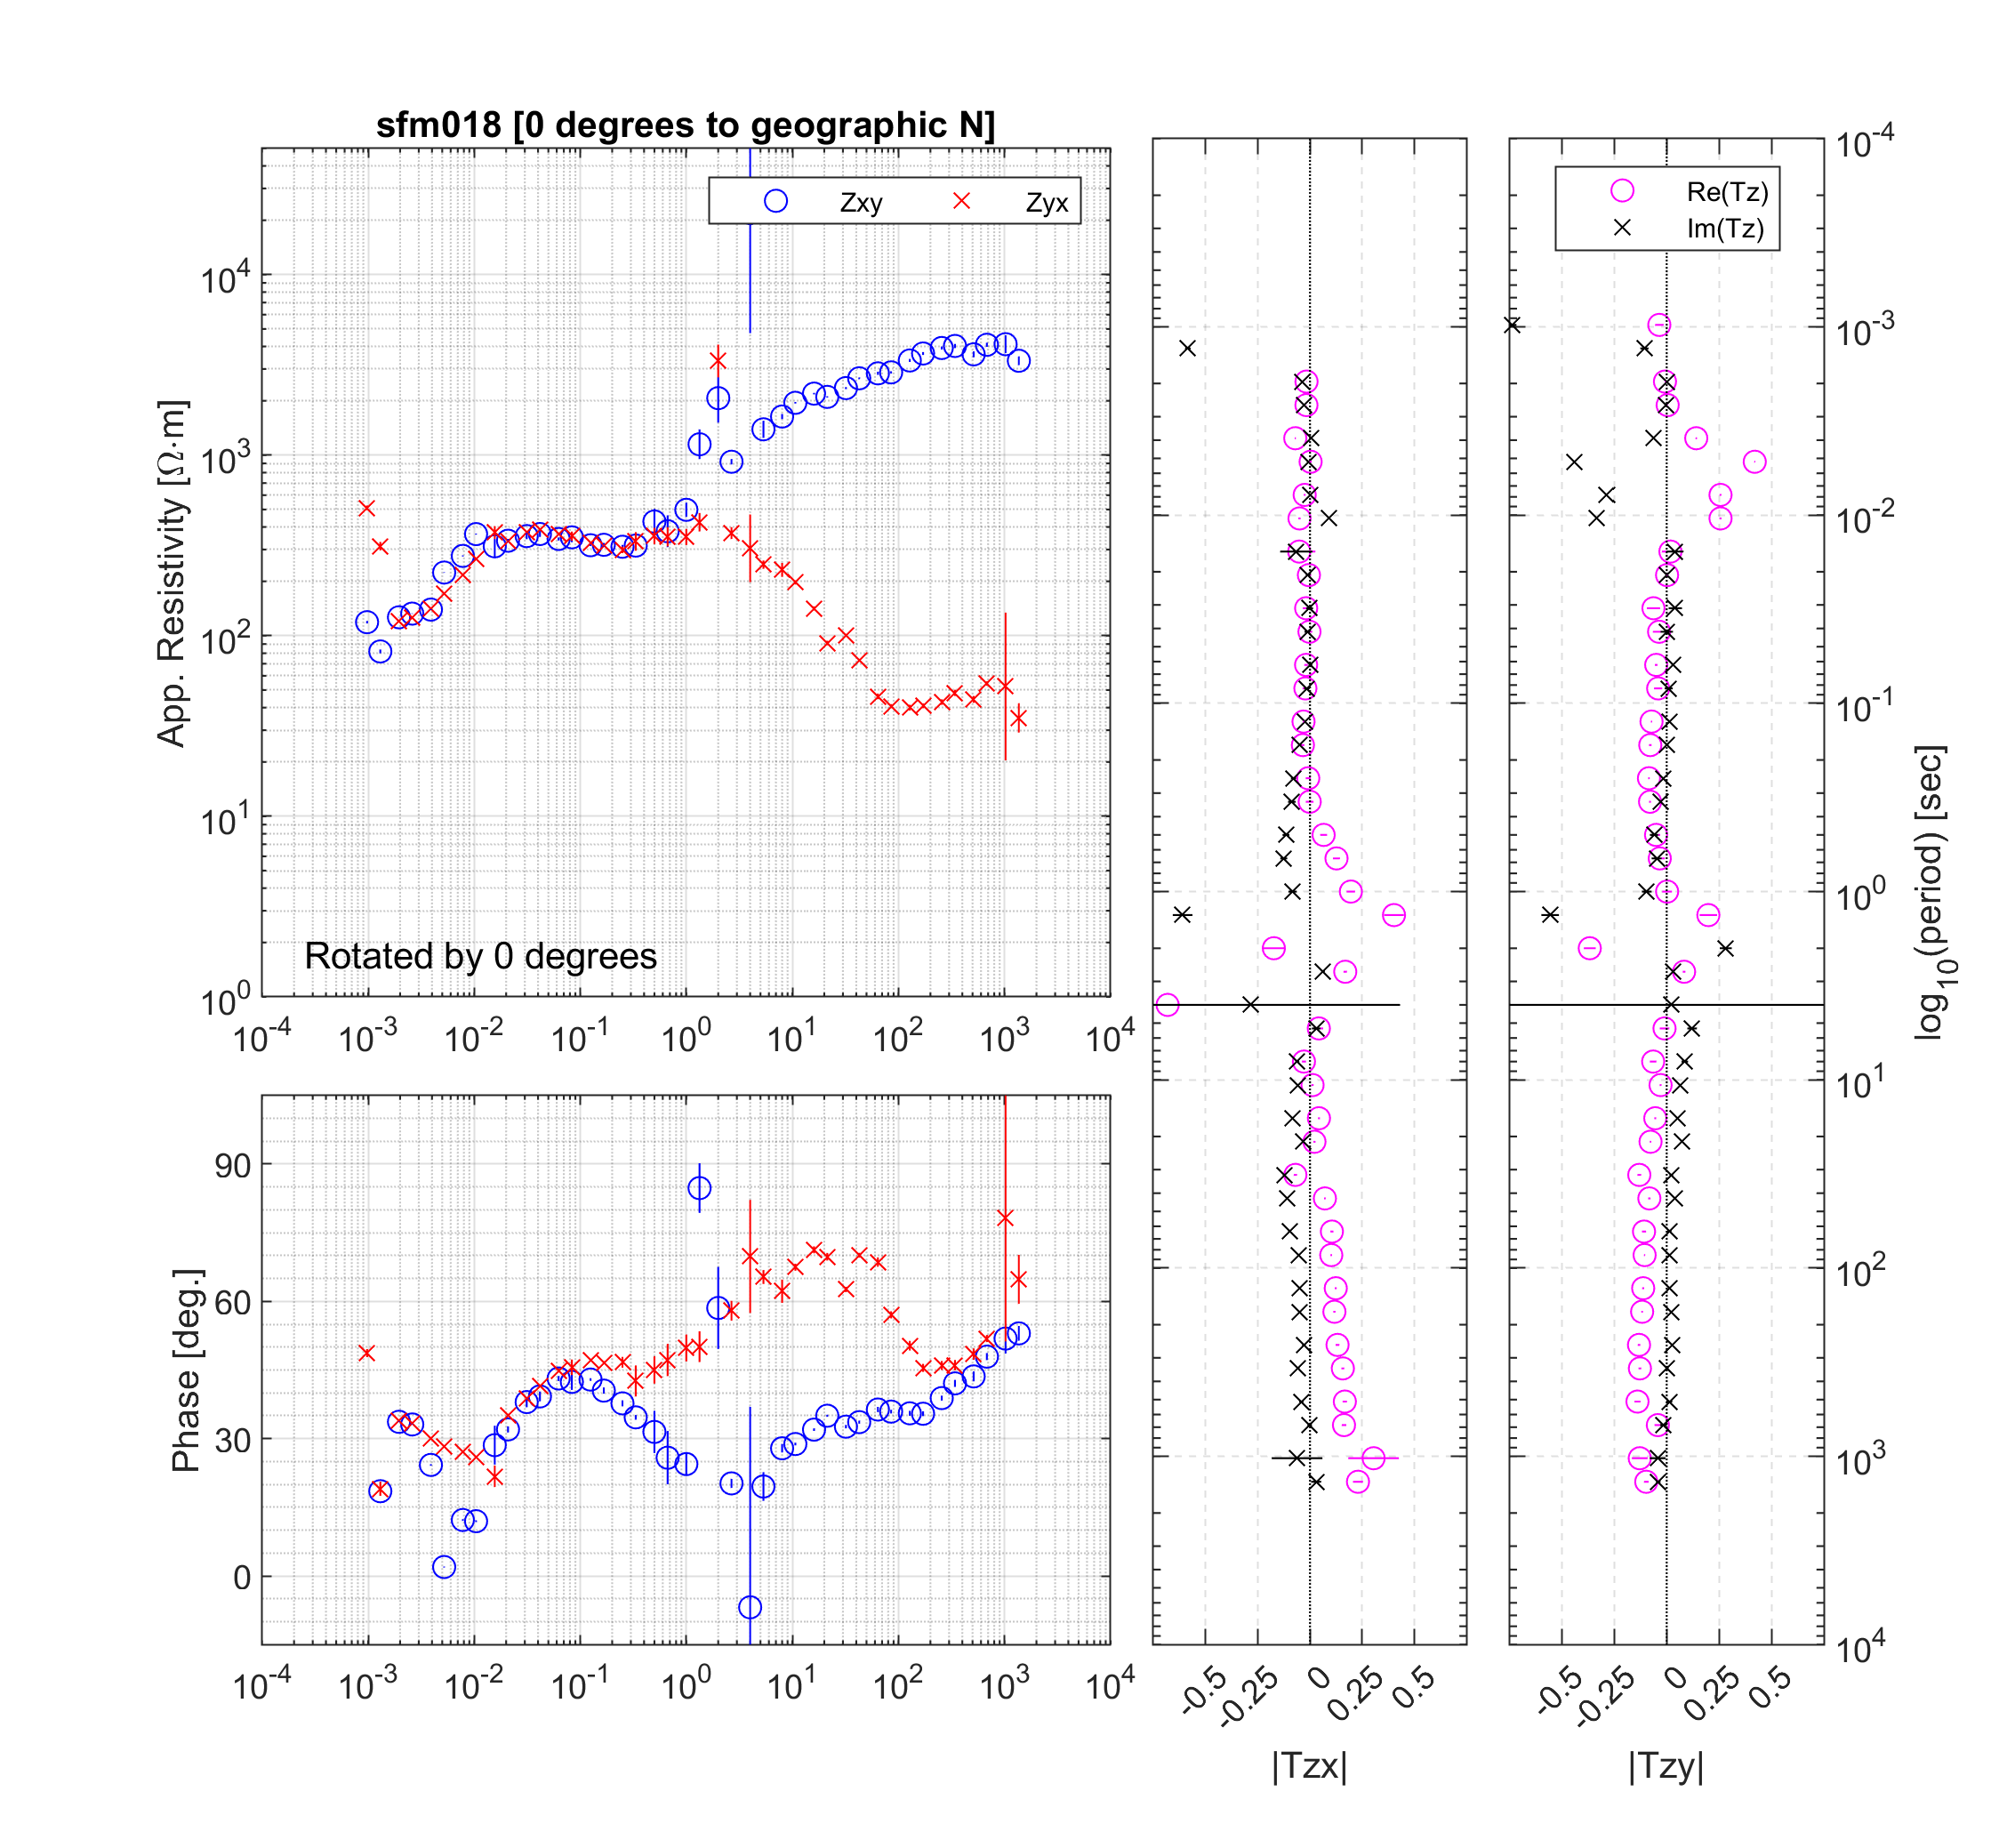 sfm018 [0 degrees to geographic N]
Zxy Zyx
App. Resistivity [Ω·m]
10^4
10^3
10^2
10^1
10^0
Rotated by 0 degrees
10^-4 10^-3 10^-2 10^-1 10^0 10^1 10^2 10^3 10^4
Phase [deg.]
90
60
30
0
10^-4 10^-3 10^-2 10^-1 10^0 10^1 10^2 10^3 10^4
-0.5 -0.25 0 0.25 0.5
|Tzx|
Re(Tz)
Im(Tz)
10^-4
10^-3
10^-2
10^-1
10^0
10^1
10^2
10^3
10^4
log10(period) [sec]
-0.5 -0.25 0 0.25 0.5
|Tzy|